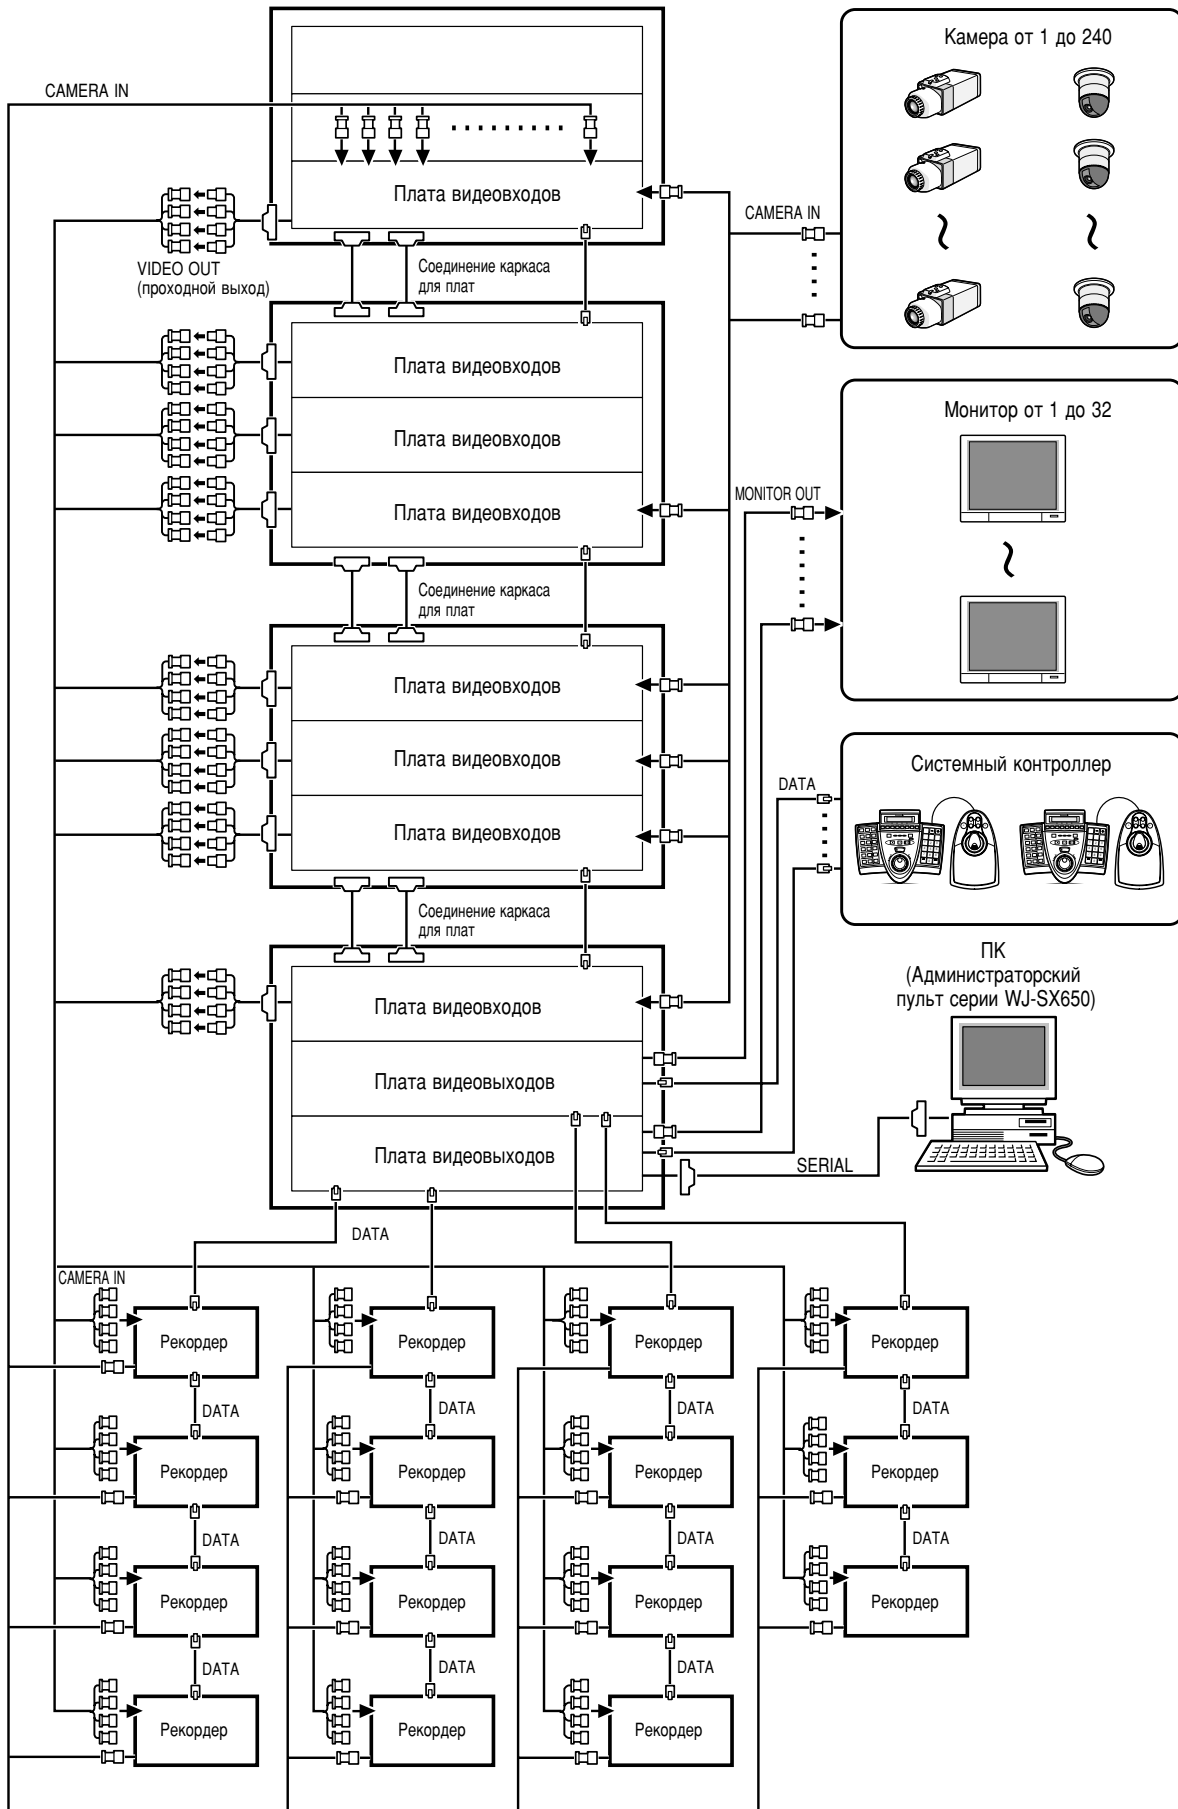 Камера от 1 до 240
CAMERA IN
Плата видеовходов
CAMERA IN
VIDEO OUT
(проходной выход)
Соединение каркаса
для плат
Плата видеовходов
Монитор от 1 до 32
Плата видеовходов
MONITOR OUT
Плата видеовходов
Соединение каркаса
для плат
Плата видеовходов
Системный контроллер
Плата видеовходов
DATA
Плата видеовходов
Соединение каркаса
для плат
ПК
(Администраторский
пульт серии WJ-SX650)
Плата видеовходов
Плата видеовыходов
Плата видеовыходов
SERIAL
DATA
CAMERA IN
Рекордер
Рекордер
Рекордер
Рекордер
DATA
DATA
DATA
DATA
Рекордер
Рекордер
Рекордер
Рекордер
DATA
DATA
DATA
DATA
Рекордер
Рекордер
Рекордер
Рекордер
DATA
DATA
DATA
Рекордер
Рекордер
Рекордер